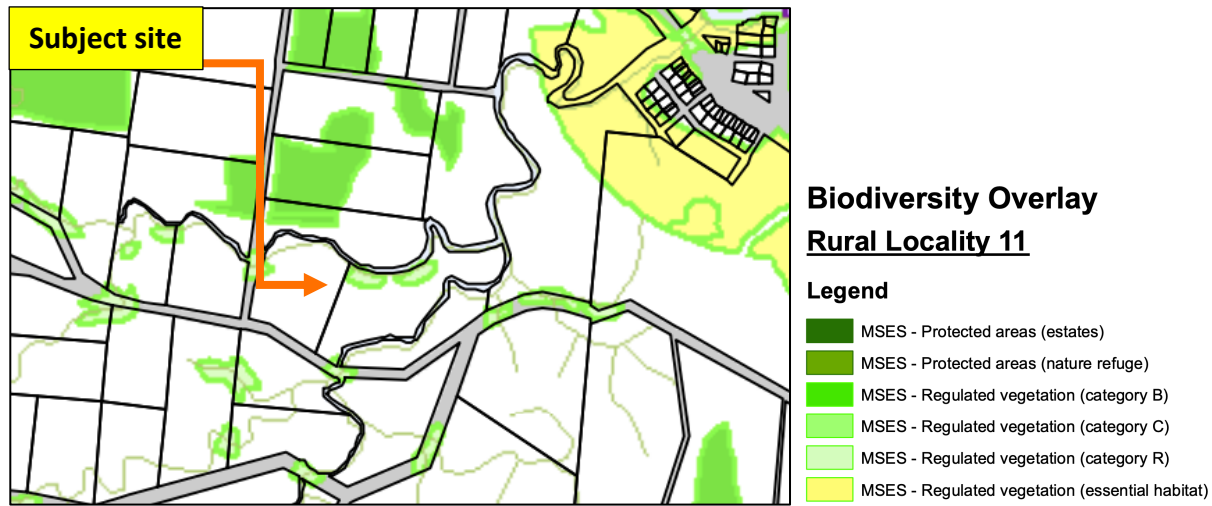 Subject site
Biodiversity Overlay
Rural Locality 11
Legend
MSES - Protected areas (estates)
MSES - Protected areas (nature refuge)
MSES - Regulated vegetation (category B)
MSES - Regulated vegetation (category C)
MSES - Regulated vegetation (category R)
MSES - Regulated vegetation (essential habitat)